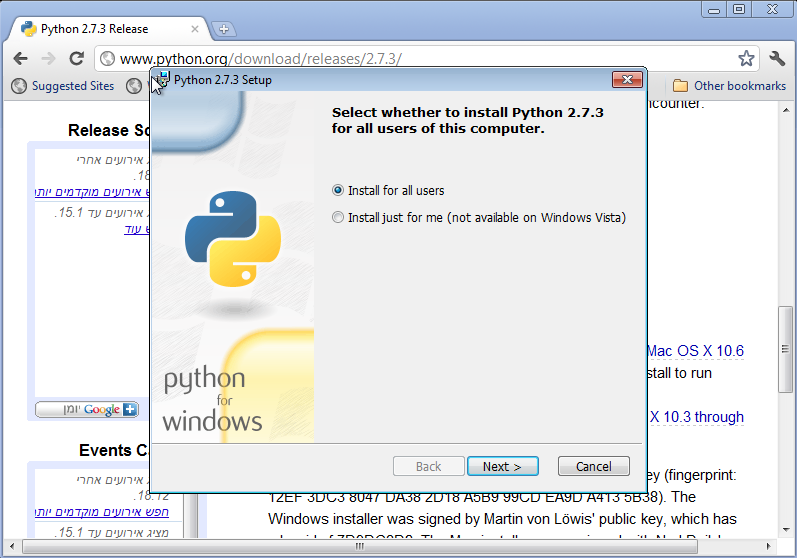 Python 2.7.3 Release
www.python.org/download/releases/2.7.3/
Suggested Sites
Other bookmarks
Python 2.7.3 Setup
Select whether to install Python 2.7.3
for all users of this computer.
Install for all users
Install just for me (not available on Windows Vista)
python
for
windows
Back
Next >
Cancel
ncounter.
Release Sc
אירועים אחרי
18.
ש אירועים מוקדמים יותר
אירועים עד 15.1.
ש עוד
יומן Google
Events Ca
אירועים אחרי
18.12
חפש אירועים מוקדמים יותר
מציג אירועים עד 15.1
Mac OS X 10.6
stall to run
X 10.3 through
ey (fingerprint:
12EF 3DC3 8047 DA38 2D18 A5B9 99CD EA9D A413 5B38). The
Windows installer was signed by Martin von Löwis' public key, which has